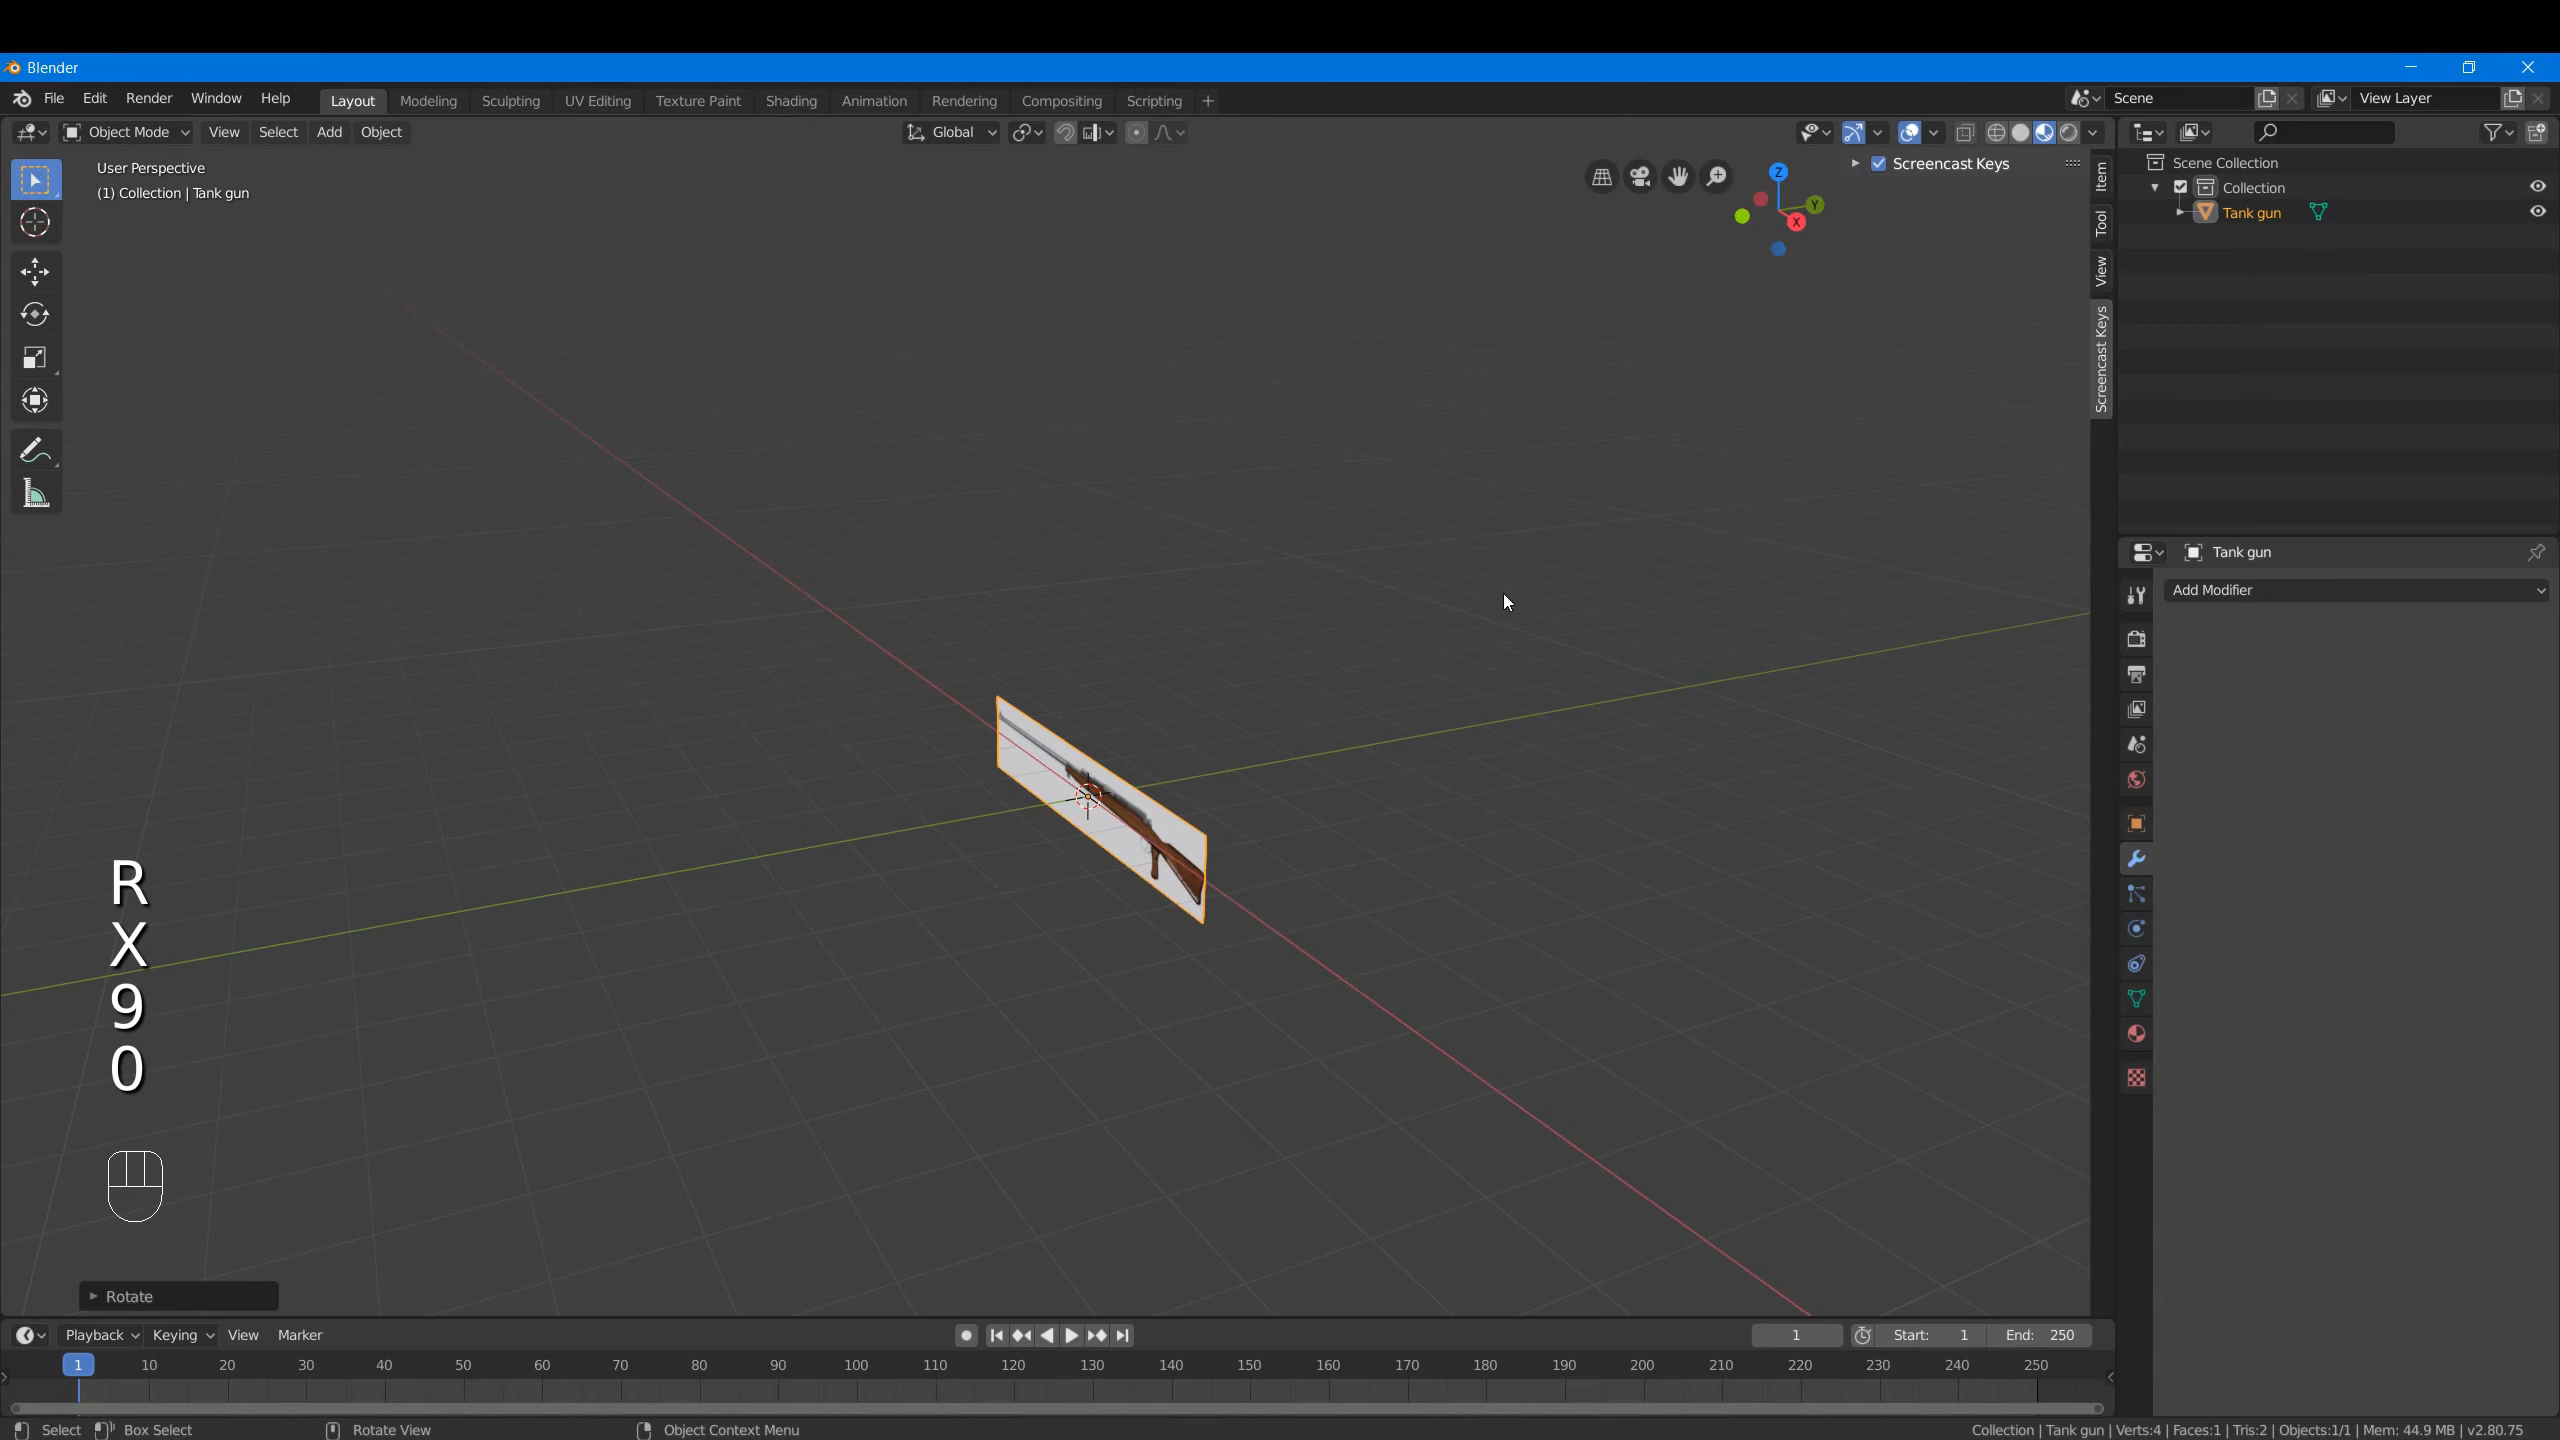 Blender
File Edit Render Window Help Layout Modeling Sculpting UV Editing Texture Paint Shading Animation Rendering Compositing Scripting + Scene View Layer
Object Mode View Select Add Object Global
User Perspective
(1) Collection | Tank gun
Screencast Keys
Z
Y
X
Item
Tool
View
Screencast Keys
Scene Collection
Collection
Tank gun
Tank gun
Add Modifier
R
X
9
0
Rotate
Playback Keying View Marker 1 Start: 1 End: 250
1 10 20 30 40 50 60 70 80 90 100 110 120 130 140 150 160 170 180 190 200 210 220 230 240 250
Select Box Select Rotate View Object Context Menu Collection | Tank gun | Verts:4 | Faces:1 | Tris:2 | Objects:1/1 | Mem: 44.9 MB | v2.80.75